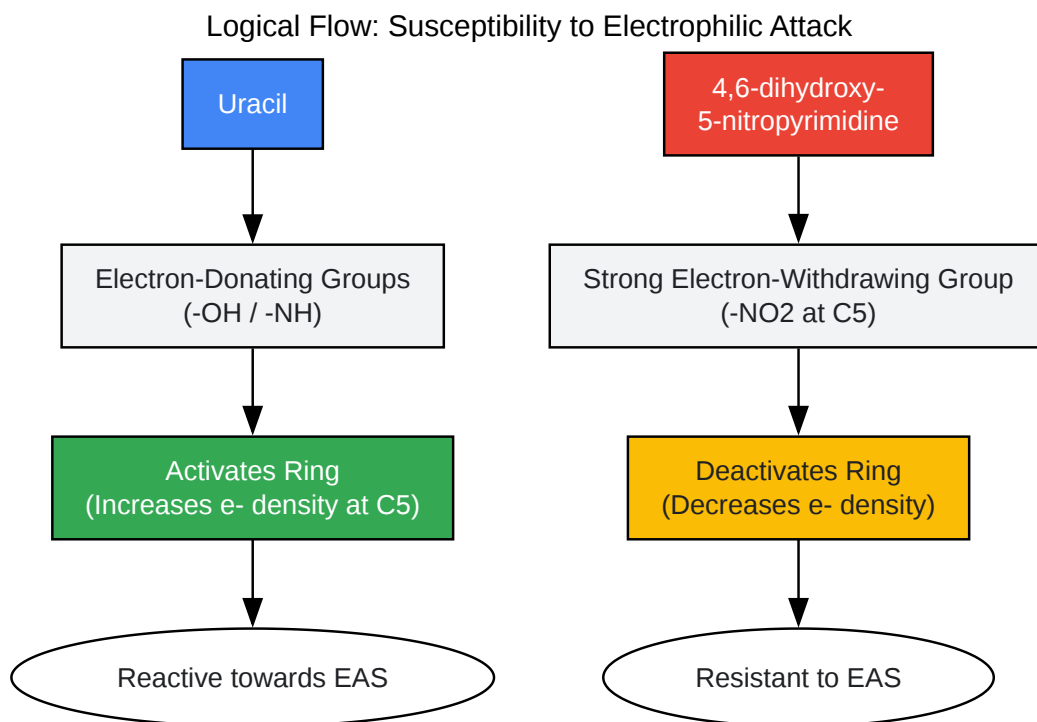 Logical Flow: Susceptibility to Electrophilic Attack
Uracil
Electron-Donating Groups
(-OH / -NH)
Activates Ring
(Increases e- density at C5)
Reactive towards EAS
4,6-dihydroxy-
5-nitropyrimidine
Strong Electron-Withdrawing Group
(-NO2 at C5)
Deactivates Ring
(Decreases e- density)
Resistant to EAS